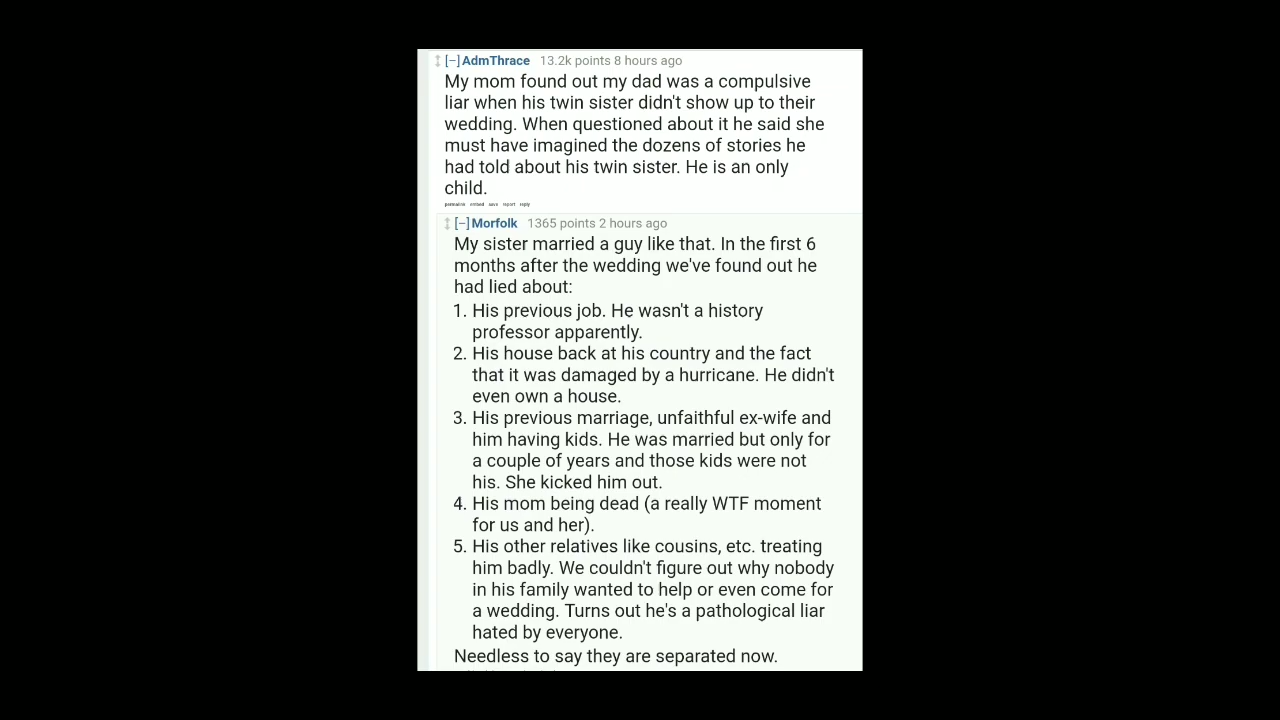 [–] AdmThrace 13.2k points 8 hours ago
My mom found out my dad was a compulsive
liar when his twin sister didn't show up to their
wedding. When questioned about it he said she
must have imagined the dozens of stories he
had told about his twin sister. He is an only
child.
permalink embed save report reply
[–] Morfolk 1365 points 2 hours ago
My sister married a guy like that. In the first 6
months after the wedding we've found out he
had lied about:
1. His previous job. He wasn't a history
professor apparently.
2. His house back at his country and the fact
that it was damaged by a hurricane. He didn't
even own a house.
3. His previous marriage, unfaithful ex-wife and
him having kids. He was married but only for
a couple of years and those kids were not
his. She kicked him out.
4. His mom being dead (a really WTF moment
for us and her).
5. His other relatives like cousins, etc. treating
him badly. We couldn't figure out why nobody
in his family wanted to help or even come for
a wedding. Turns out he's a pathological liar
hated by everyone.
Needless to say they are separated now.